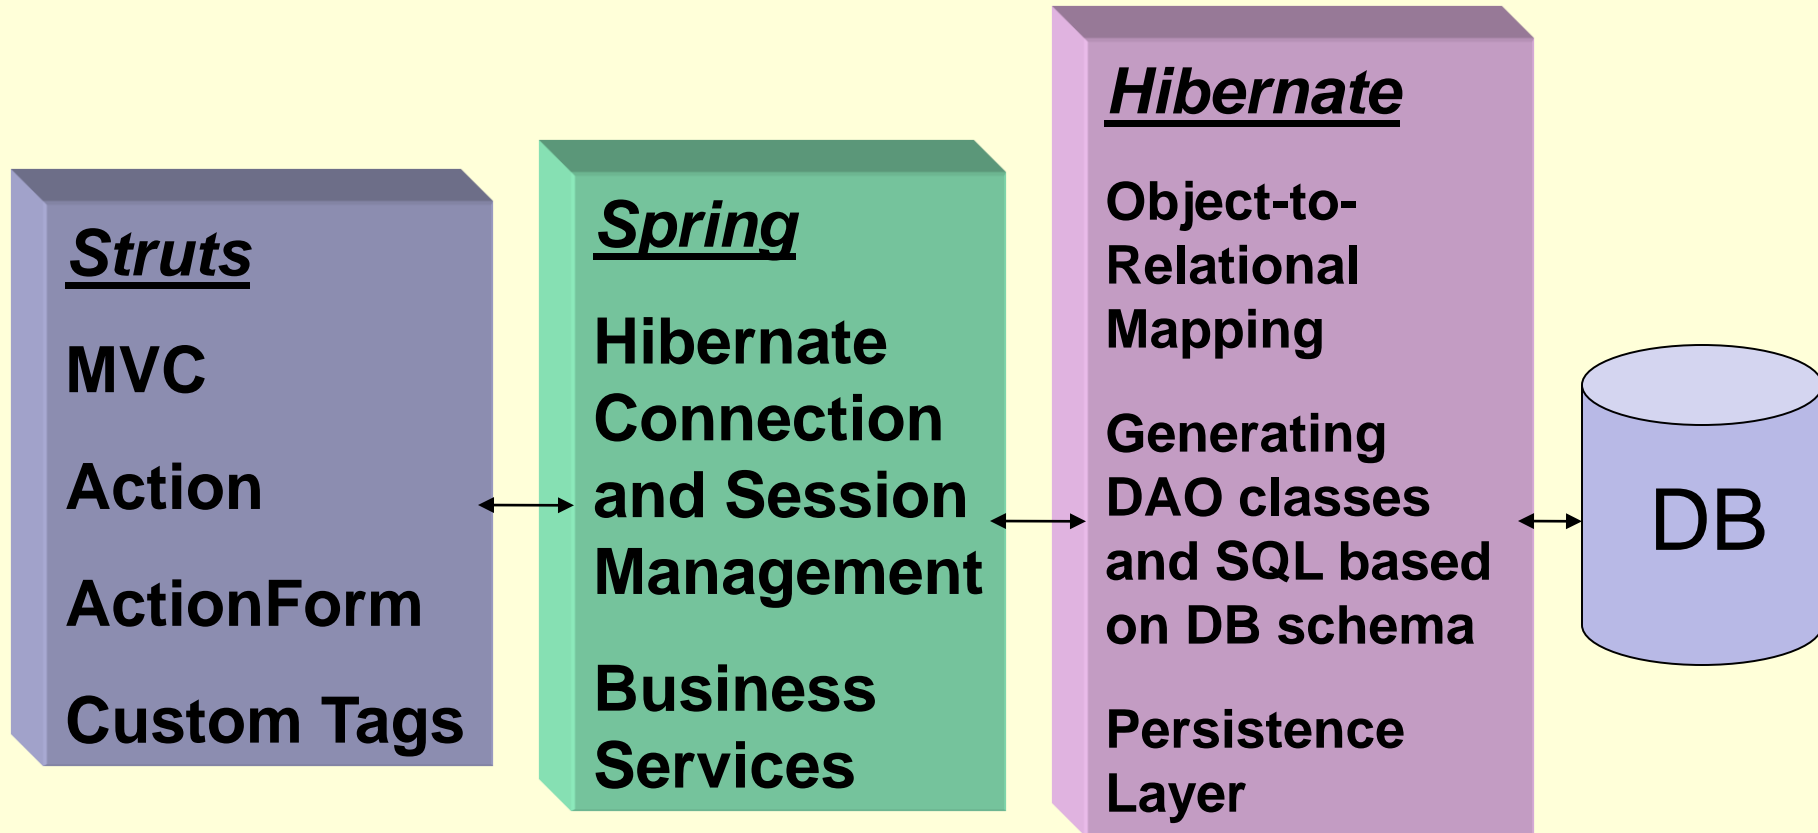 Struts
MVC
Action
ActionForm
Custom Tags
Spring
Hibernate
Connection
and Session
Management
Business
Services
Hibernate
Object-to-
Relational
Mapping
Generating
DAO classes
and SQL based
on DB schema
Persistence
Layer
DB